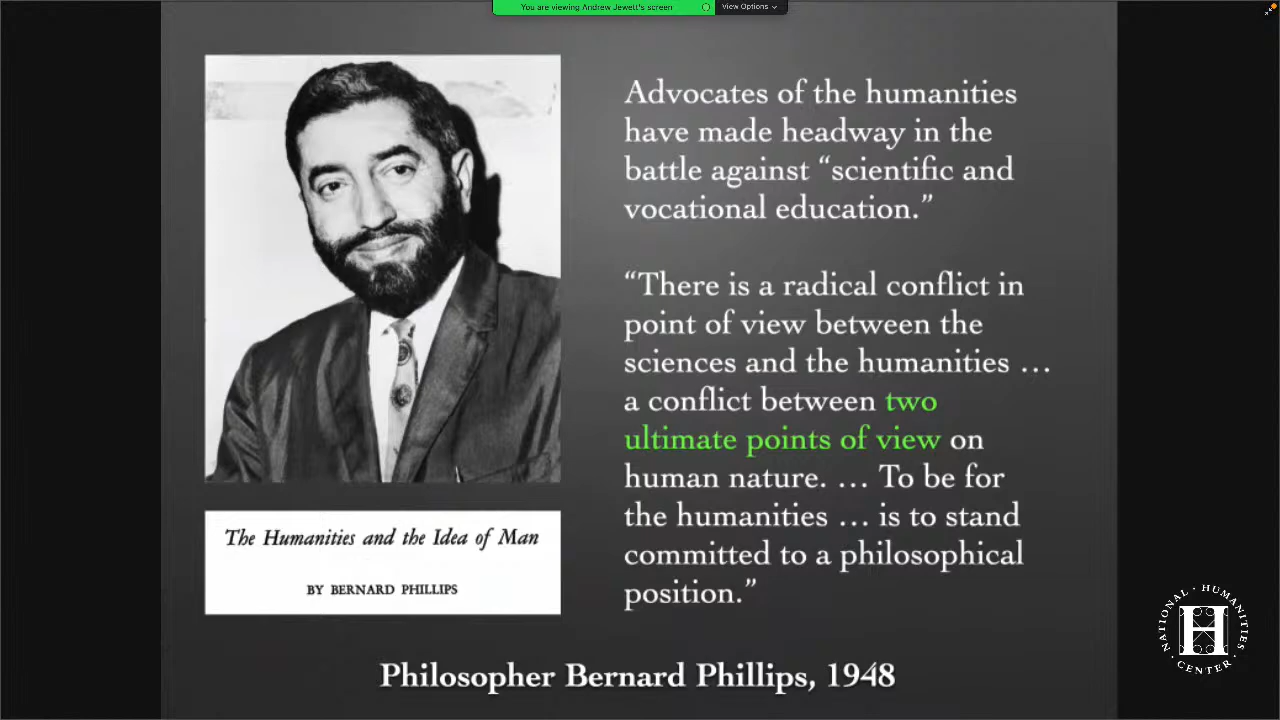 You are viewing Andrew Jewett's screen
View Options
Advocates of the humanities
have made headway in the
battle against “scientific and
vocational education.”
“There is a radical conflict in
point of view between the
sciences and the humanities …
a conflict between two
ultimate points of view on
human nature. … To be for
the humanities … is to stand
committed to a philosophical
position.”
The Humanities and the Idea of Man
BY BERNARD PHILLIPS
Philosopher Bernard Phillips, 1948
NATIONAL · HUMANITIES · CENTER ·
H